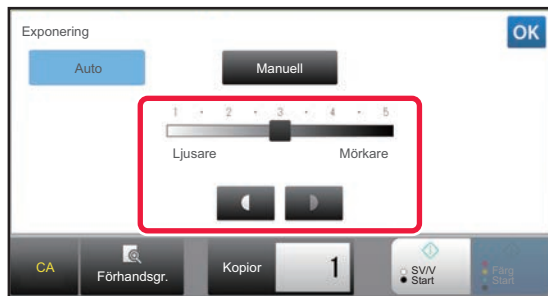 Exponering
OK
Auto
Manuell
1 • 2 • 3 • 4 • 5
Ljusare
Mörkare
CA
Förhandsgr.
Kopior
1
SV/V
Start
Färg
Start